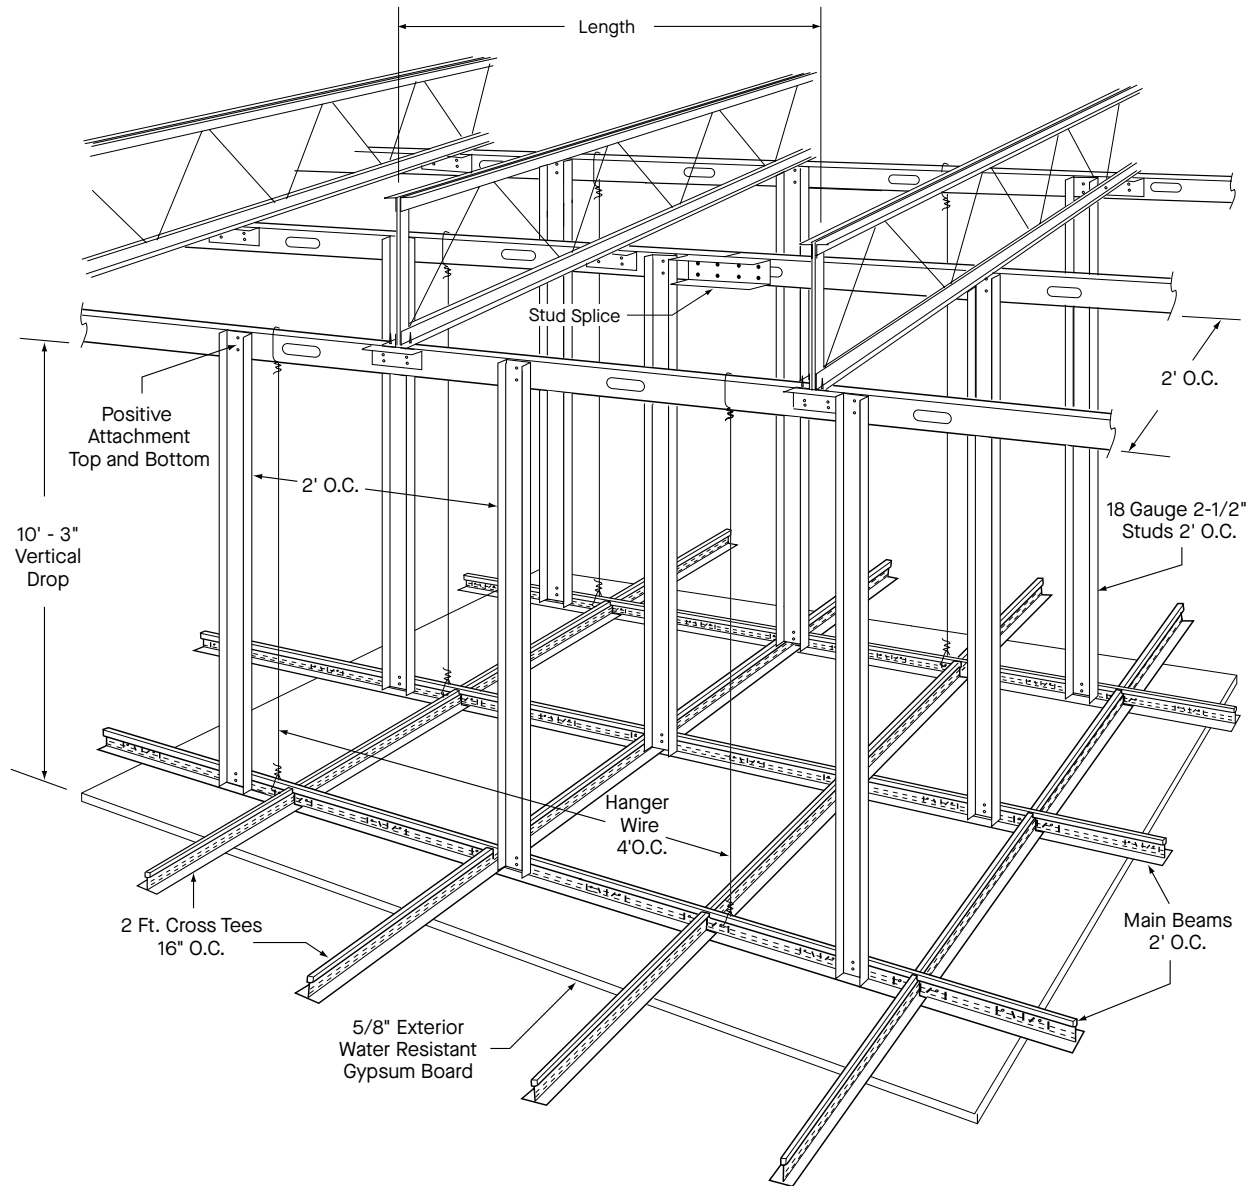 Length
Stud Splice
2' O.C.
Positive
Attachment
Top and Bottom
2' O.C.
10' - 3"
Vertical
Drop
18 Gauge 2-1/2"
Studs 2' O.C.
Hanger
Wire
4'O.C.
2 Ft. Cross Tees
16" O.C.
Main Beams
2' O.C.
5/8" Exterior
Water Resistant
Gypsum Board